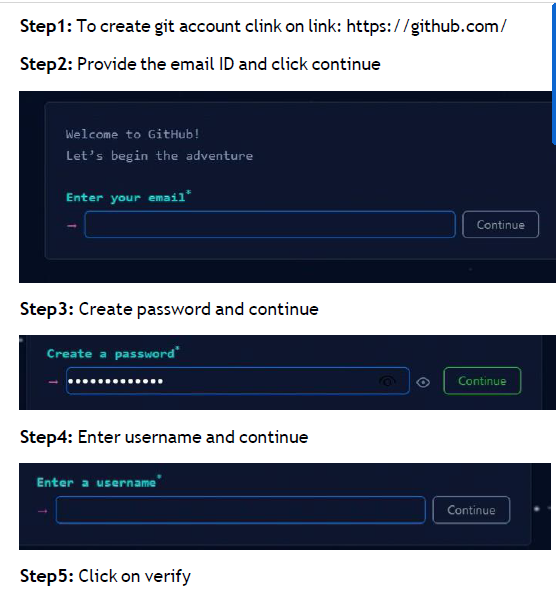 Step1: To create git account clink on link: https://github.com/
Step2: Provide the email ID and click continue
Welcome to GitHub!
Let's begin the adventure
Enter your email*
→ Continue
Step3: Create password and continue
Create a password*
→ ••••••••••••• Continue
Step4: Enter username and continue
Enter a username*
→ Continue
Step5: Click on verify